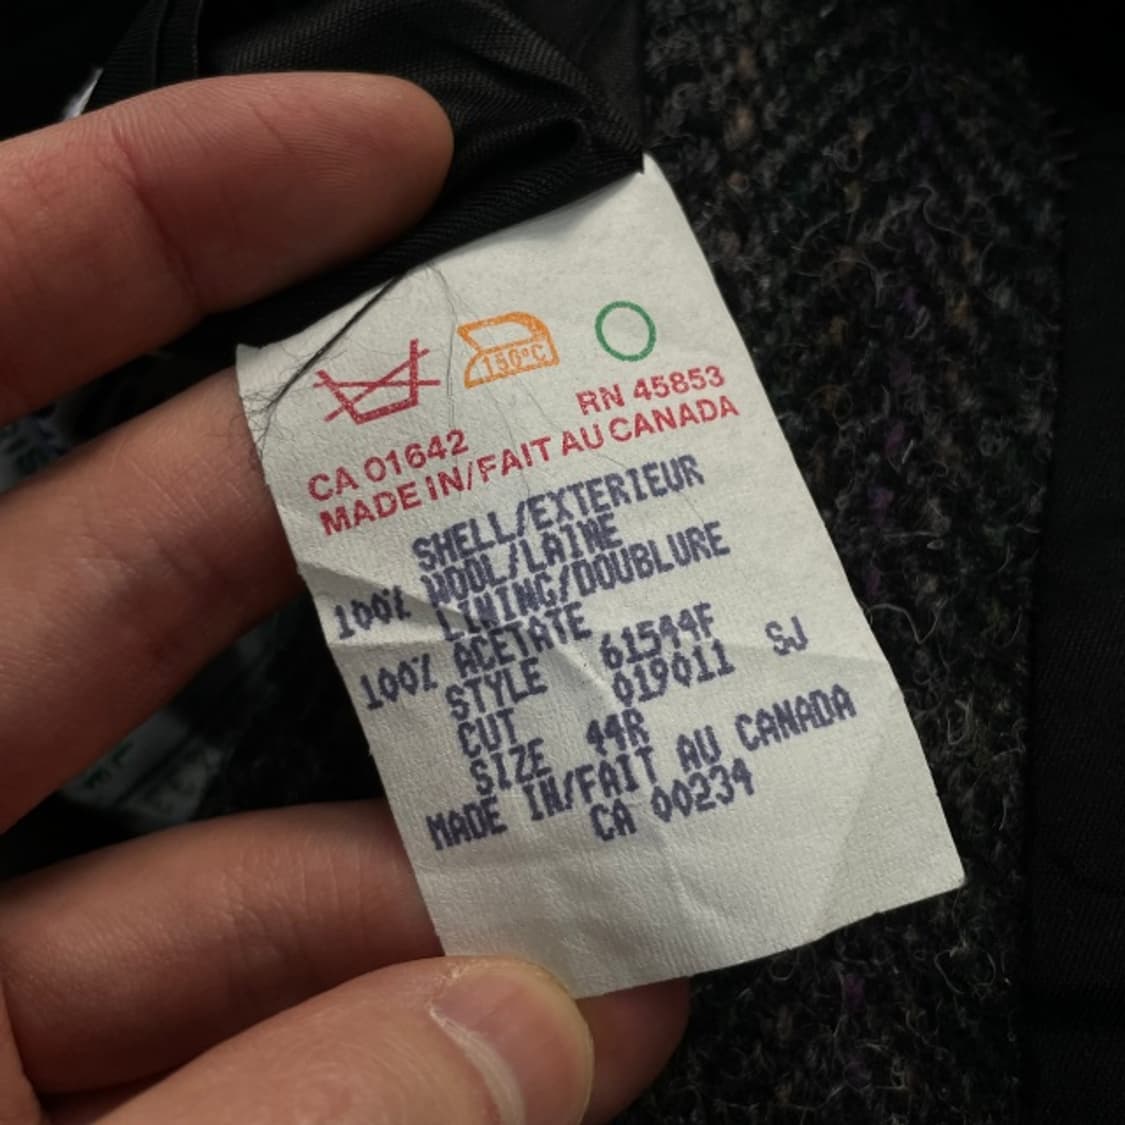 150°C
CA 01642 RN 45853
MADE IN/FAIT AU CANADA
SHELL/EXTERIEUR
100% WOOL/LAINE
LINING/DOUBLURE
100% ACETATE
STYLE 61544F
CUT 019011 SJ
SIZE 44R
MADE IN/FAIT AU CANADA
CA 00234